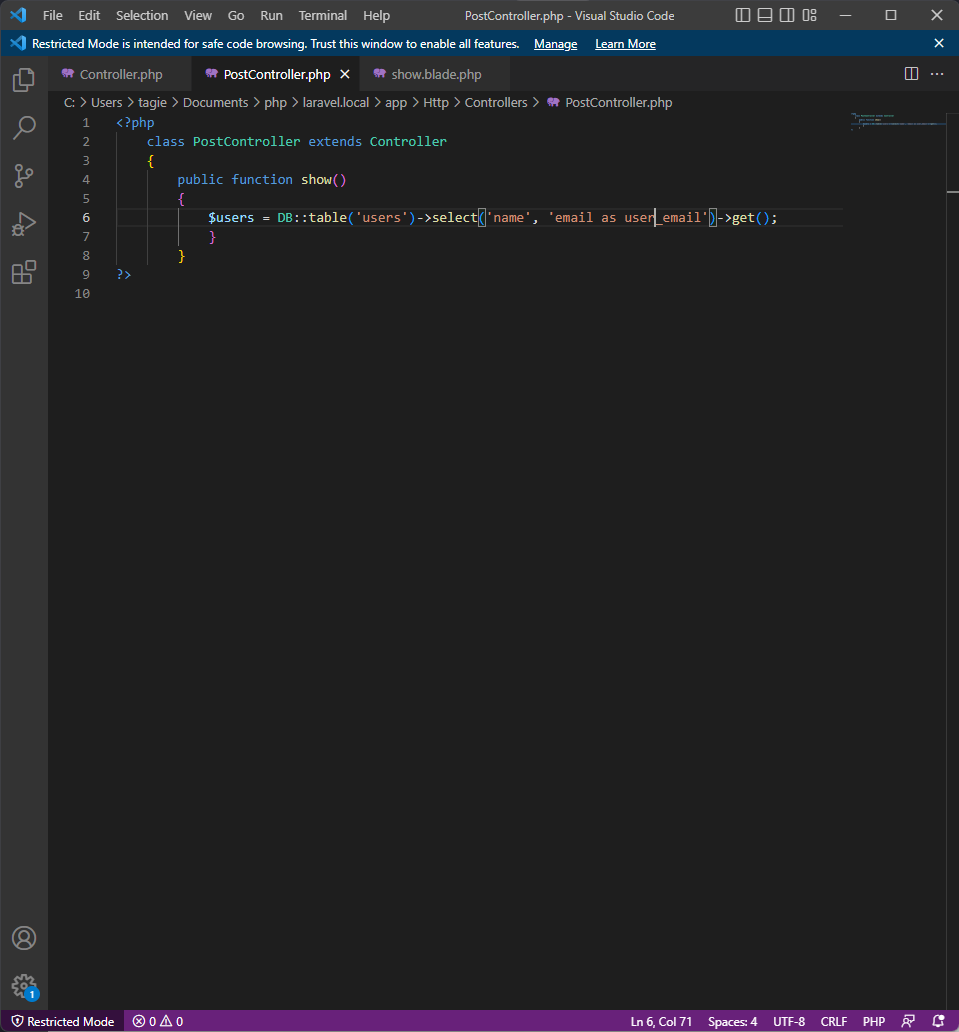 File Edit Selection View Go Run Terminal Help PostController.php - Visual Studio Code
Restricted Mode is intended for safe code browsing. Trust this window to enable all features. Manage Learn More
Controller.php PostController.php show.blade.php
C: > Users > tagie > Documents > php > laravel.local > app > Http > Controllers > PostController.php
1 <?php
2 class PostController extends Controller
3 {
4 public function show()
5 {
6 $users = DB::table('users')->select('name', 'email as user_email')->get();
7 }
8 }
9 ?>
10
1
Restricted Mode 0 0 Ln 6, Col 71 Spaces: 4 UTF-8 CRLF PHP